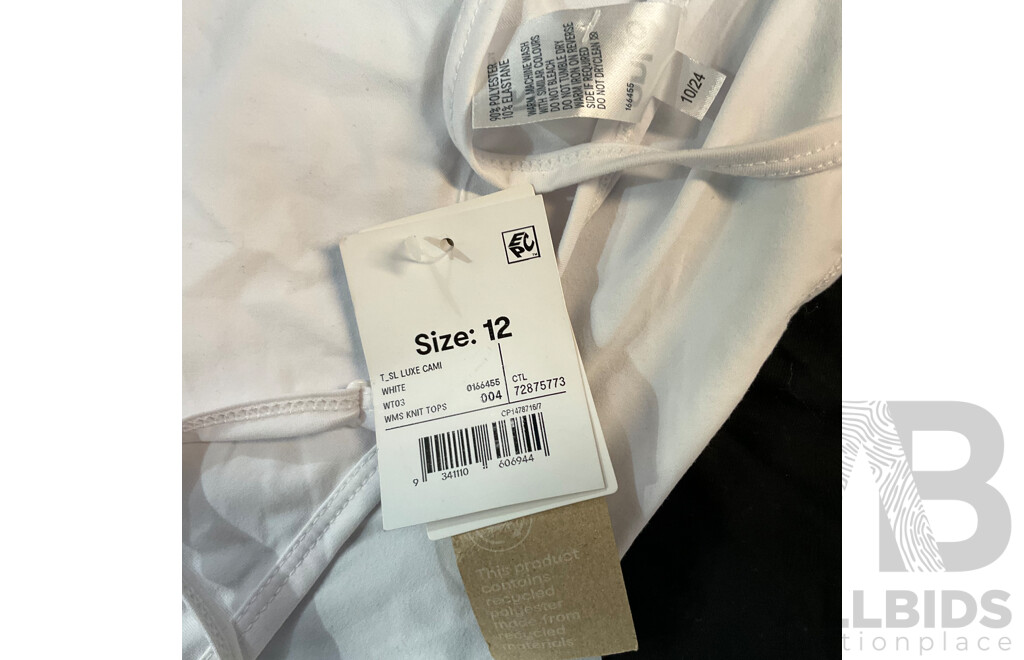 90% POLYESTER
10% ELASTANE
WARM MACHINE WASH
WITH SIMILAR COLOURS
DO NOT BLEACH
DO NOT TUMBLE DRY
WARM IRON ON REVERSE
SIDE IF REQUIRED
DO NOT DRYCLEAN
166455
10/24
EPC
Size: 12
T_SL LUXE CAMI
WHITE 0166455 CTL
WT03 004 72875773
WMS KNIT TOPS
CP1478716/7
9 341110 606944
This product
contains
recycled
polyester
made from
recycled
materials
LLBIDS
tionplace